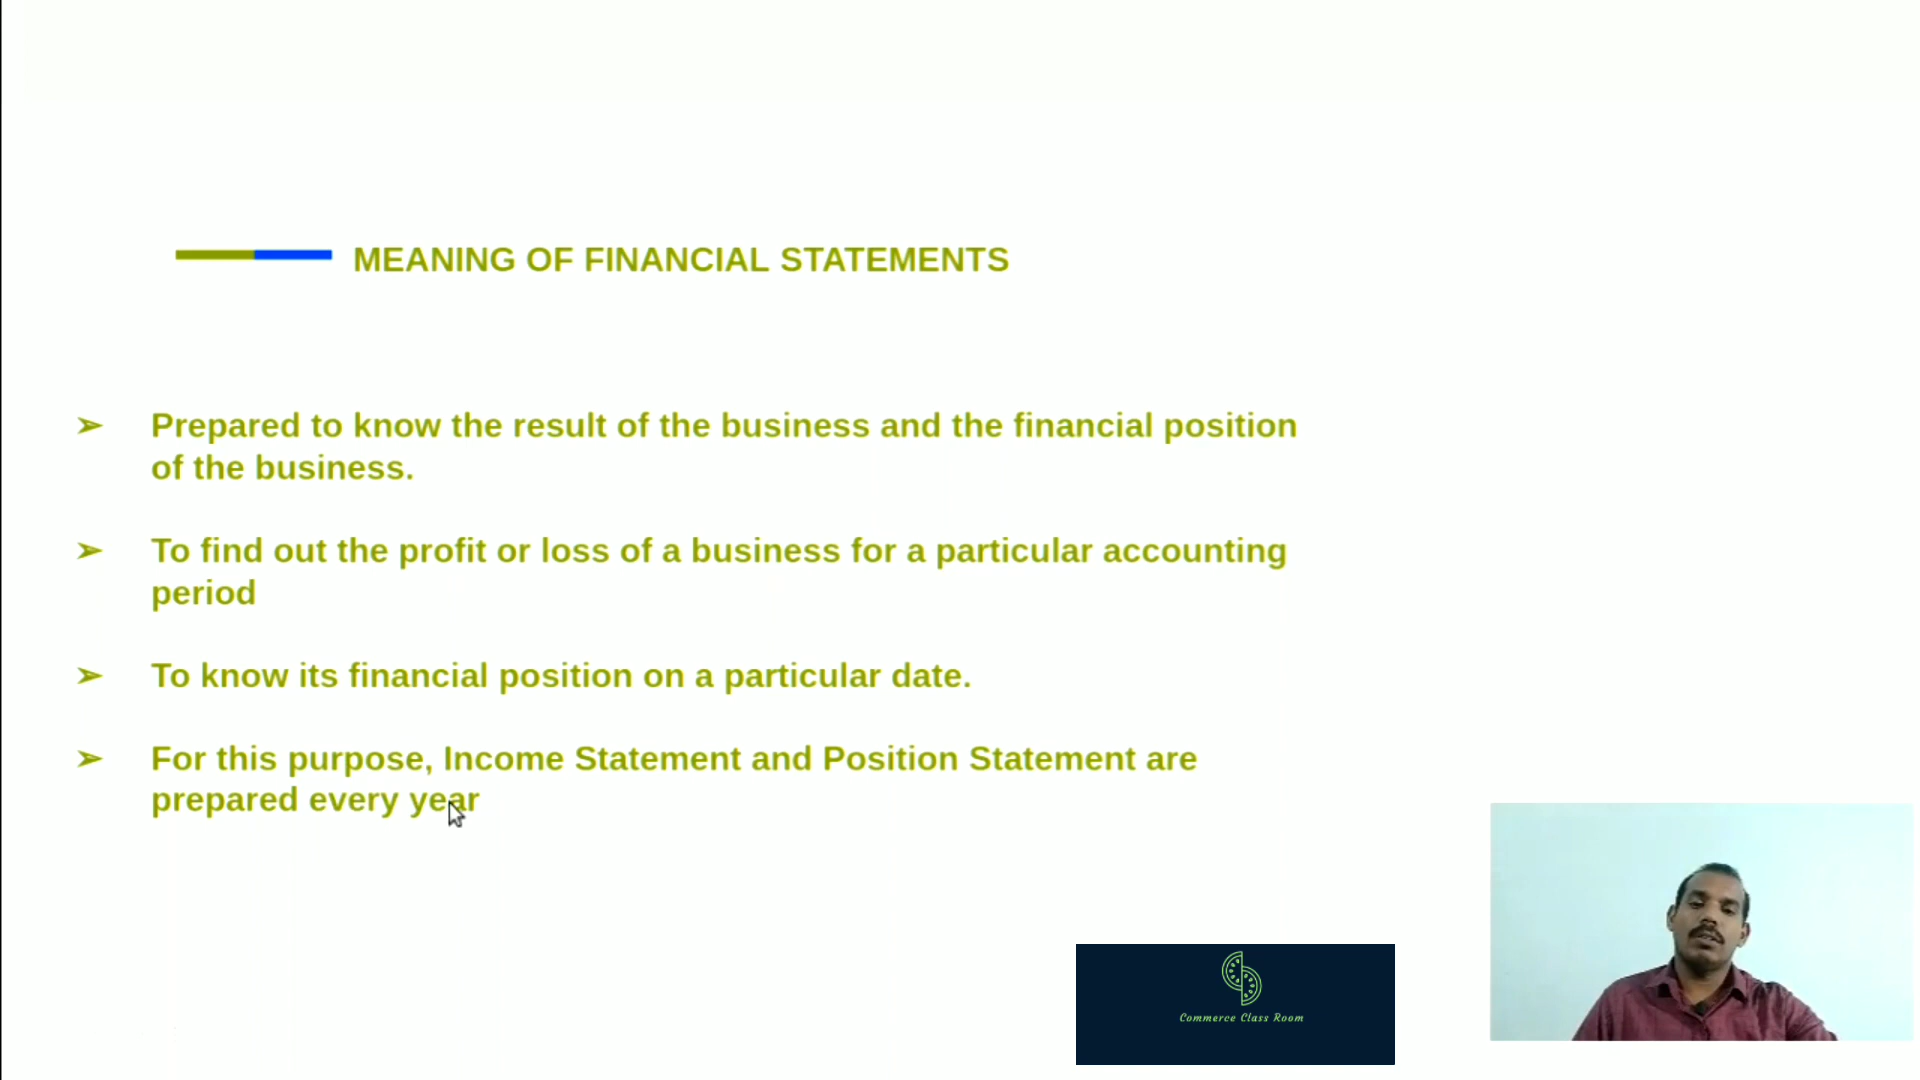 MEANING OF FINANCIAL STATEMENTS
➢ Prepared to know the result of the business and the financial position
of the business.
➢ To find out the profit or loss of a business for a particular accounting
period
➢ To know its financial position on a particular date.
➢ For this purpose, Income Statement and Position Statement are
prepared every year
Commerce Class Room